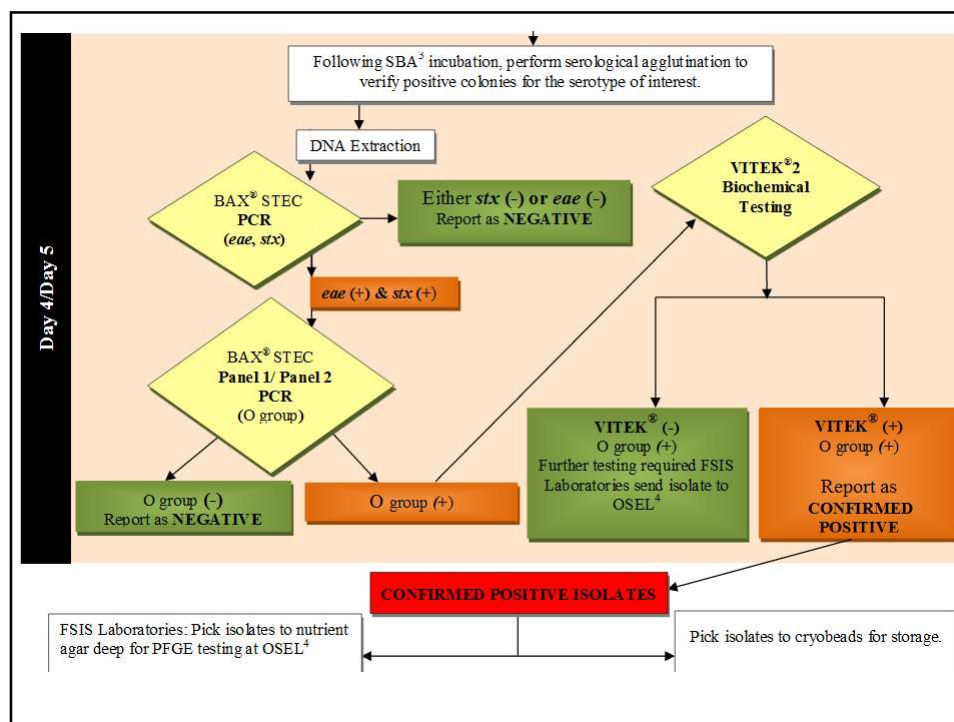 Day 4/Day 5
Following SBA³ incubation, perform serological agglutination to
verify positive colonies for the serotype of interest.
DNA Extraction
BAX® STEC
PCR
(eae, stx)
Either stx (-) or eae (-)
Report as NEGATIVE
VITEK®2
Biochemical
Testing
eae (+) & stx (+)
BAX® STEC
Panel 1/ Panel 2
PCR
(O group)
O group (-)
Report as NEGATIVE
O group (+)
VITEK® (-)
O group (+)
Further testing required FSIS
Laboratories send isolate to
OSEL⁴
VITEK® (+)
O group (+)
Report as
CONFIRMED
POSITIVE
CONFIRMED POSITIVE ISOLATES
FSIS Laboratories: Pick isolates to nutrient
agar deep for PFGE testing at OSEL⁴
Pick isolates to cryobeads for storage.